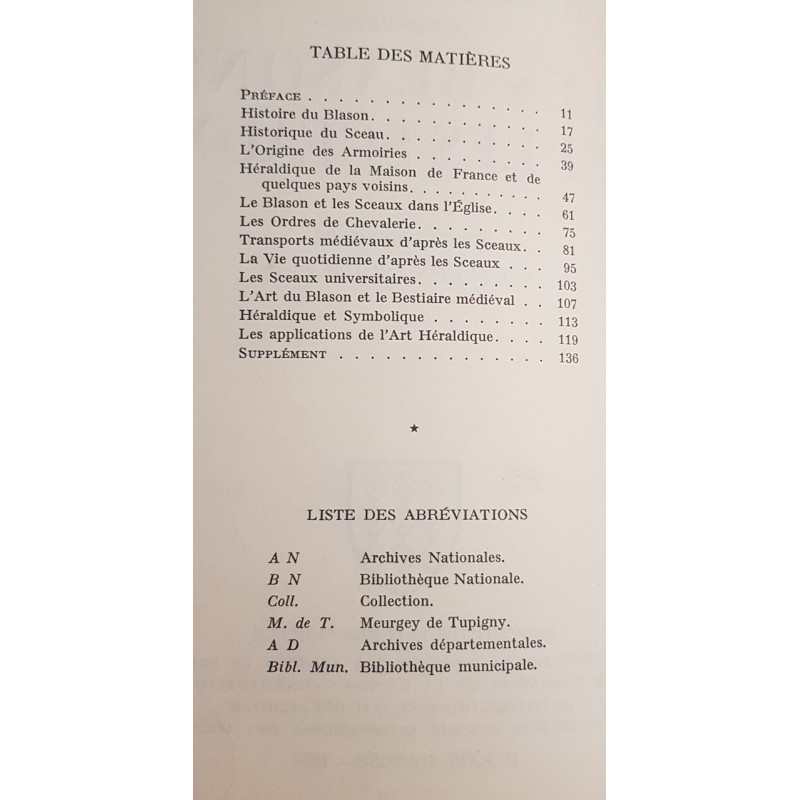 TABLE DES MATIÈRES
PRÉFACE . . . . . . . . . . . . . . . 11
Histoire du Blason. . . . . . . . . . . 17
Historique du Sceau. . . . . . . . . . 25
L'Origine des Armoiries . . . . . . . . 39
Héraldique de la Maison de France et de
quelques pays voisins. . . . . . . . . . 47
Le Blason et les Sceaux dans l'Église. . . . 61
Les Ordres de Chevalerie. . . . . . . . 75
Transports médiévaux d'après les Sceaux. . 81
La Vie quotidienne d'après les Sceaux . . . 95
Les Sceaux universitaires. . . . . . . . 103
L'Art du Blason et le Bestiaire médiéval . . 107
Héraldique et Symbolique . . . . . . . . 113
Les applications de l'Art Héraldique. . . . 119
SUPPLÉMENT . . . . . . . . . . . . . . 136
★
LISTE DES ABRÉVIATIONS
A N Archives Nationales.
B N Bibliothèque Nationale.
Coll. Collection.
M. de T. Meurgey de Tupigny.
A D Archives départementales.
Bibl. Mun. Bibliothèque municipale.